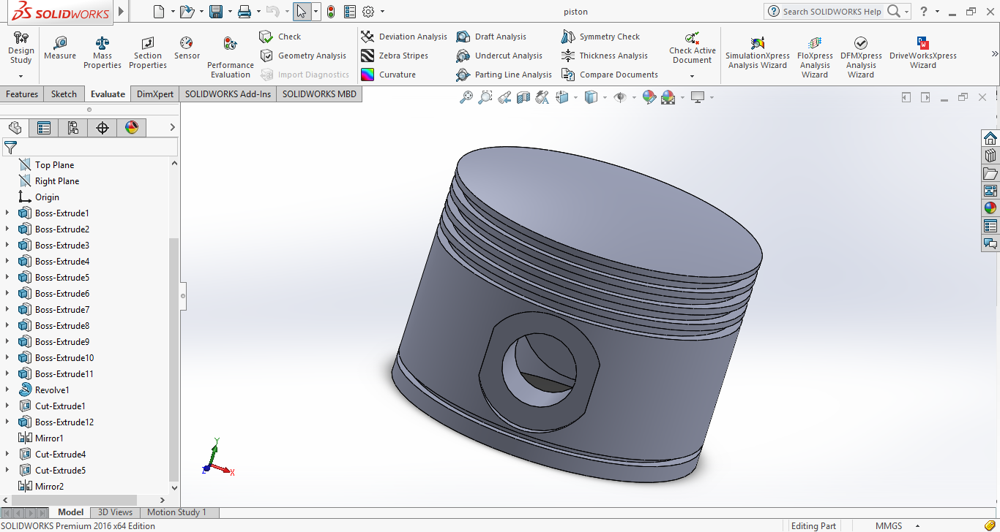 SOLIDWORKS
piston
Search SOLIDWORKS Help
?
Design
Study
Measure
Mass
Properties
Section
Properties
Sensor
Performance
Evaluation
Check
Geometry Analysis
Import Diagnostics
Deviation Analysis
Zebra Stripes
Curvature
Draft Analysis
Undercut Analysis
Parting Line Analysis
Symmetry Check
Thickness Analysis
Compare Documents
Check Active
Document
SimulationXpress
Analysis Wizard
FloXpress
Analysis
Wizard
DFMXpress
Analysis
Wizard
DriveWorksXpress
Wizard
Features
Sketch
Evaluate
DimXpert
SOLIDWORKS Add-Ins
SOLIDWORKS MBD
Top Plane
Right Plane
Origin
Boss-Extrude1
Boss-Extrude2
Boss-Extrude3
Boss-Extrude4
Boss-Extrude5
Boss-Extrude6
Boss-Extrude7
Boss-Extrude8
Boss-Extrude9
Boss-Extrude10
Boss-Extrude11
Revolve1
Cut-Extrude1
Boss-Extrude12
Mirror1
Cut-Extrude4
Cut-Extrude5
Mirror2
Y
X
Z
Model
3D Views
Motion Study 1
SOLIDWORKS Premium 2016 x64 Edition
Editing Part
MMGS